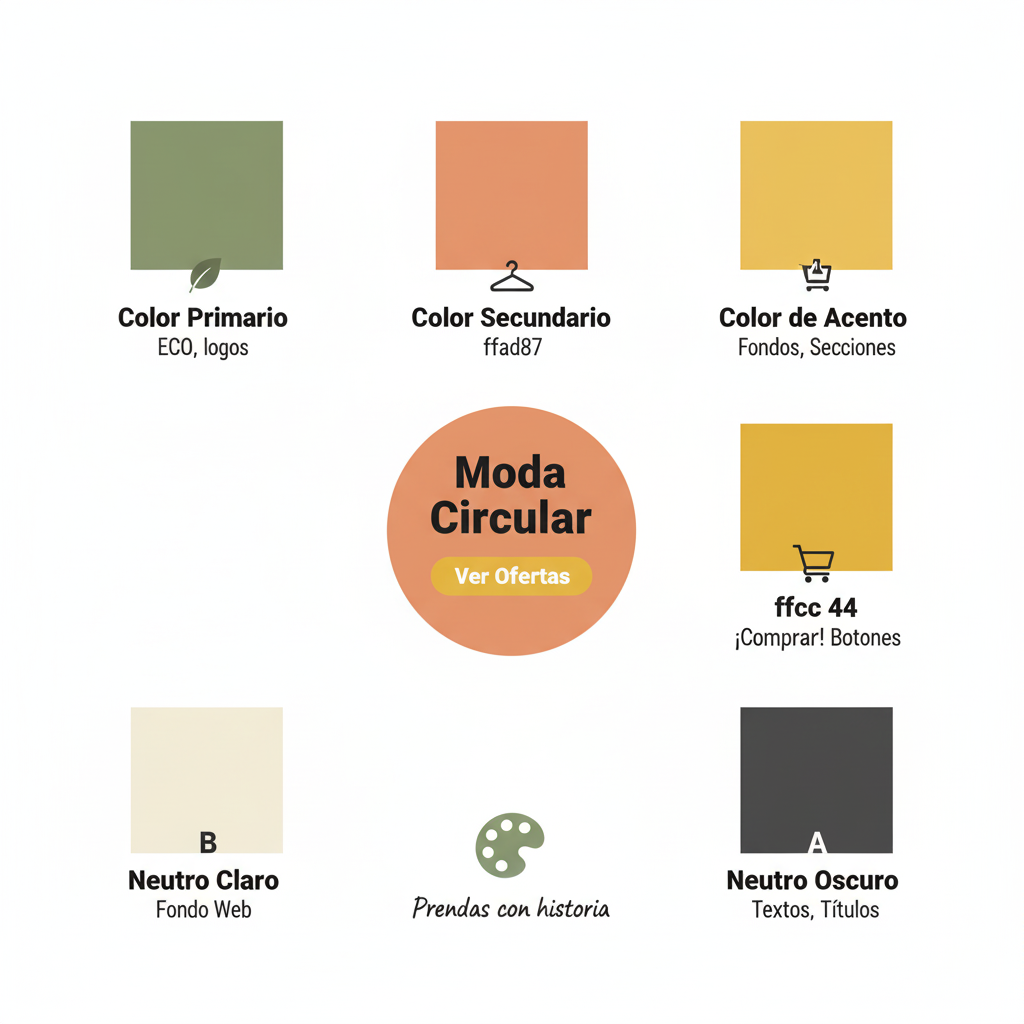 Color Primario
ECO, logos
Color Secundario
ffad87
Color de Acento
Fondos, Secciones
Moda
Circular
Ver Ofertas
ffcc 44
¡Comprar! Botones
B
Neutro Claro
Fondo Web
Prendas con historia
A
Neutro Oscuro
Textos, Títulos